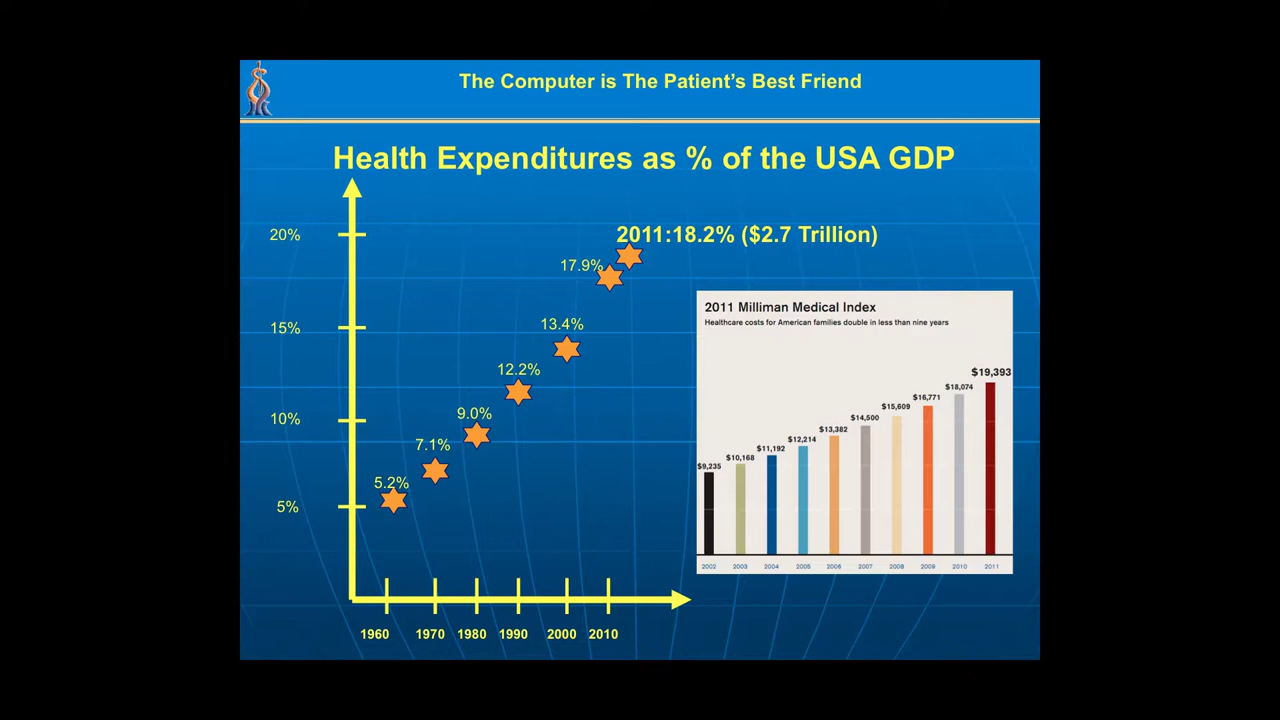 The Computer is The Patient's Best Friend
Health Expenditures as % of the USA GDP
20%
15%
10%
5%
2011:18.2% ($2.7 Trillion)
17.9%
13.4%
12.2%
9.0%
7.1%
5.2%
1960 1970 1980 1990 2000 2010
2011 Milliman Medical Index
Healthcare costs for American families double in less than nine years
$9,235
$10,168
$11,192
$12,214
$13,382
$14,500
$15,609
$16,771
$18,074
$19,393
2002 2003 2004 2005 2006 2007 2008 2009 2010 2011